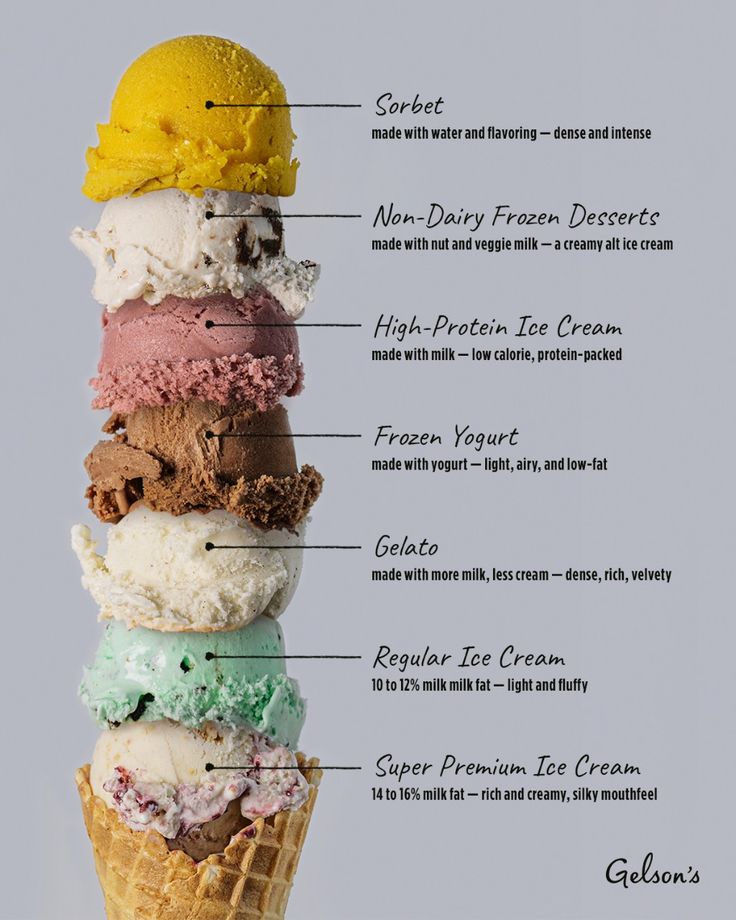 Sorbet
made with water and flavoring — dense and intense
Non-Dairy Frozen Desserts
made with nut and veggie milk — a creamy alt ice cream
High-Protein Ice Cream
made with milk — low calorie, protein-packed
Frozen Yogurt
made with yogurt — light, airy, and low-fat
Gelato
made with more milk, less cream — dense, rich, velvety
Regular Ice Cream
10 to 12% milk milk fat — light and fluffy
Super Premium Ice Cream
14 to 16% milk fat — rich and creamy, silky mouthfeel
Gelson's